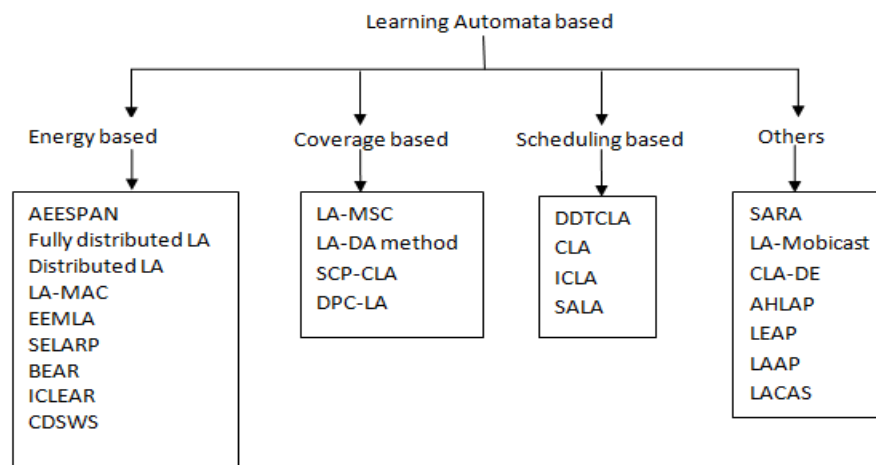 Learning Automata based
Energy based
Coverage based
Scheduling based
Others
AEESPAN
Fully distributed LA
Distributed LA
LA-MAC
EEMLA
SELARP
BEAR
ICLEAR
CDSWS
LA-MSC
LA-DA method
SCP-CLA
DPC-LA
DDTCLA
CLA
ICLA
SALA
SARA
LA-Mobicast
CLA-DE
AHLAP
LEAP
LAAP
LACAS